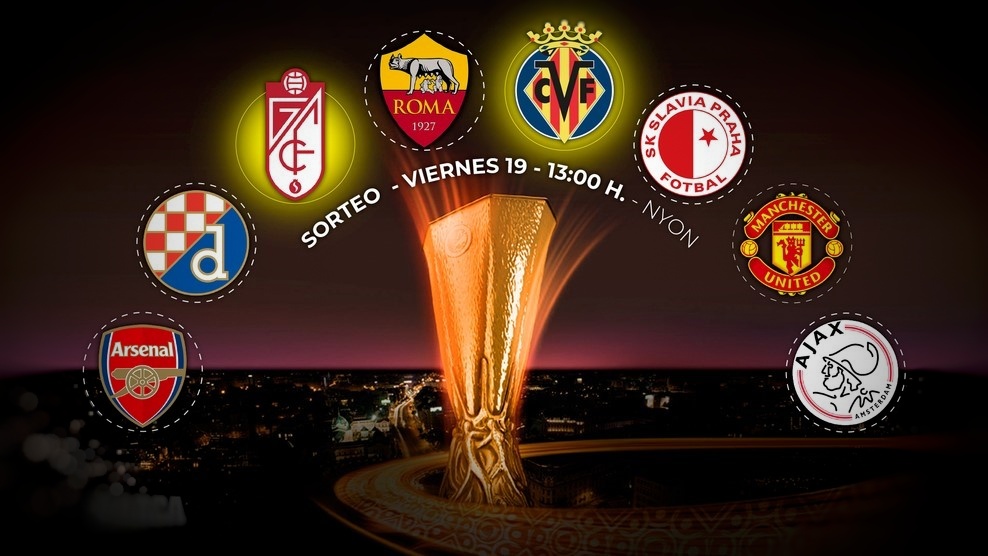 ROMA
1927
CVF
SK SLAVIA PRAHA
FOTBAL
SORTEO - VIERNES 19 - 13:00 H. - NYON
d
MANCHESTER
UNITED
Arsenal
AJAX
AMSTERDAM